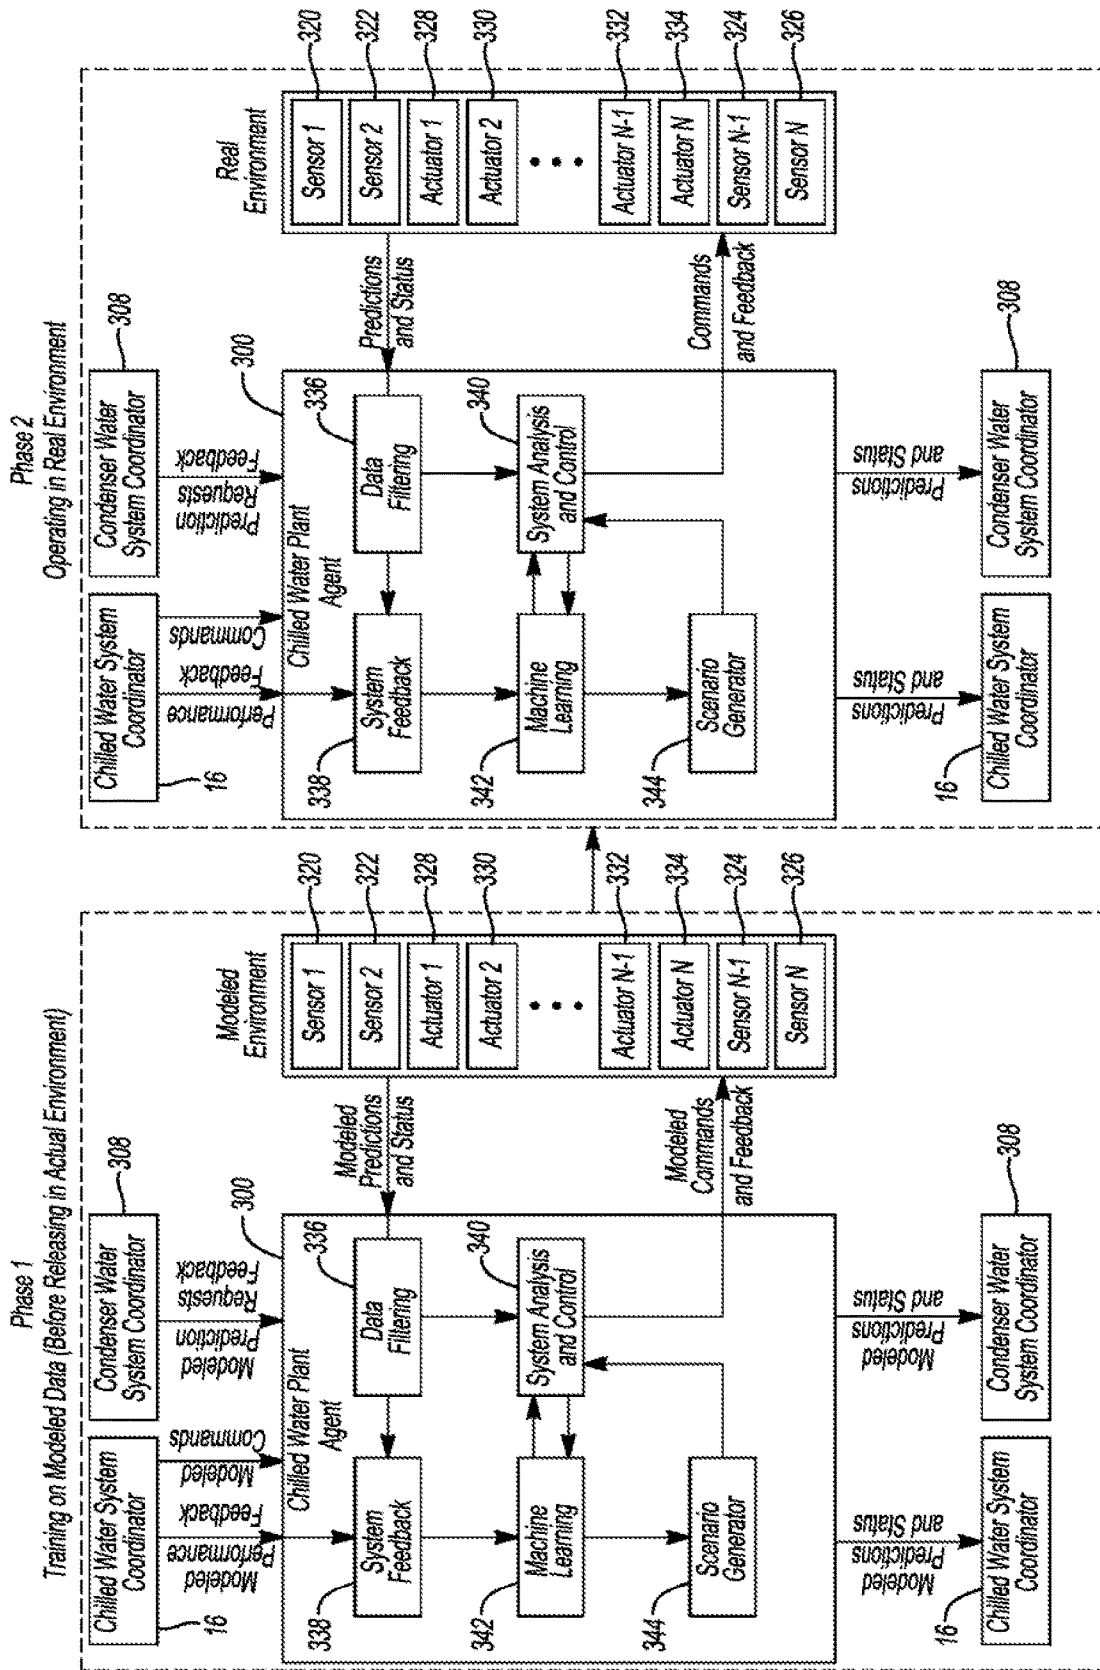 Phase 1
Training on Modeled Data (Before Releasing in Actual Environment)
Chilled Water System
Coordinator
16
Condenser Water
System Coordinator
308
Modeled
Performance
Feedback
Modeled
Commands
Modeled
Prediction
Requests
Feedback
300
Chilled Water Plant
Agent
System
Feedback
338
Data
Filtering
336
Machine
Learning
342
System Analysis
and Control
340
Scenario
Generator
344
Modeled
Predictions
and Status
Modeled
Commands
and Feedback
Modeled
Environment
Sensor 1
320
Sensor 2
322
Actuator 1
328
Actuator 2
330
Actuator N-1
332
Actuator N
334
Sensor N-1
324
Sensor N
326
Modeled
Predictions
and Status
Modeled
Predictions
and Status
Chilled Water System
Coordinator
16
Condenser Water
System Coordinator
308
Phase 2
Operating in Real Environment
Chilled Water System
Coordinator
16
Condenser Water
System Coordinator
308
Performance
Feedback
Commands
Prediction
Requests
Feedback
300
Chilled Water Plant
Agent
System
Feedback
338
Data
Filtering
336
Machine
Learning
342
System Analysis
and Control
340
Scenario
Generator
344
Predictions
and Status
Commands
and Feedback
Real
Environment
Sensor 1
320
Sensor 2
322
Actuator 1
328
Actuator 2
330
Actuator N-1
332
Actuator N
334
Sensor N-1
324
Sensor N
326
Predictions
and Status
Predictions
and Status
Chilled Water System
Coordinator
16
Condenser Water
System Coordinator
308